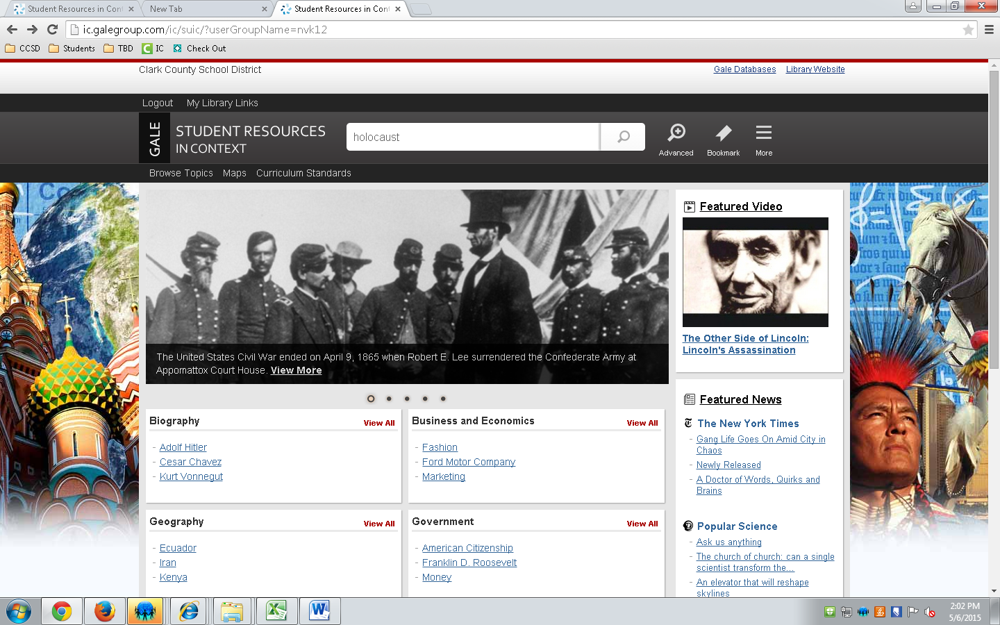 Student Resources in Cont
New Tab
Student Resources in Cont
ic.galegroup.com/ic/suic/?userGroupName=nvk12
CCSD Students TBD IC Check Out
Clark County School District
Gale Databases Library Website
Logout My Library Links
GALE
STUDENT RESOURCES
IN CONTEXT
holocaust
Advanced Bookmark More
Browse Topics Maps Curriculum Standards
The United States Civil War ended on April 9, 1865 when Robert E. Lee surrendered the Confederate Army at
Appomattox Court House. View More
Biography View All
- Adolf Hitler
- Cesar Chavez
- Kurt Vonnegut
Business and Economics View All
- Fashion
- Ford Motor Company
- Marketing
Geography View All
- Ecuador
- Iran
- Kenya
Government View All
- American Citizenship
- Franklin D. Roosevelt
- Money
Featured Video
The Other Side of Lincoln:
Lincoln's Assassination
Featured News
The New York Times
- Gang Life Goes On Amid City in
Chaos
- Newly Released
- A Doctor of Words, Quirks and
Brains
Popular Science
- Ask us anything
- The church of church: can a single
scientist transform the...
- An elevator that will reshape
skylines
2:02 PM
5/6/2015